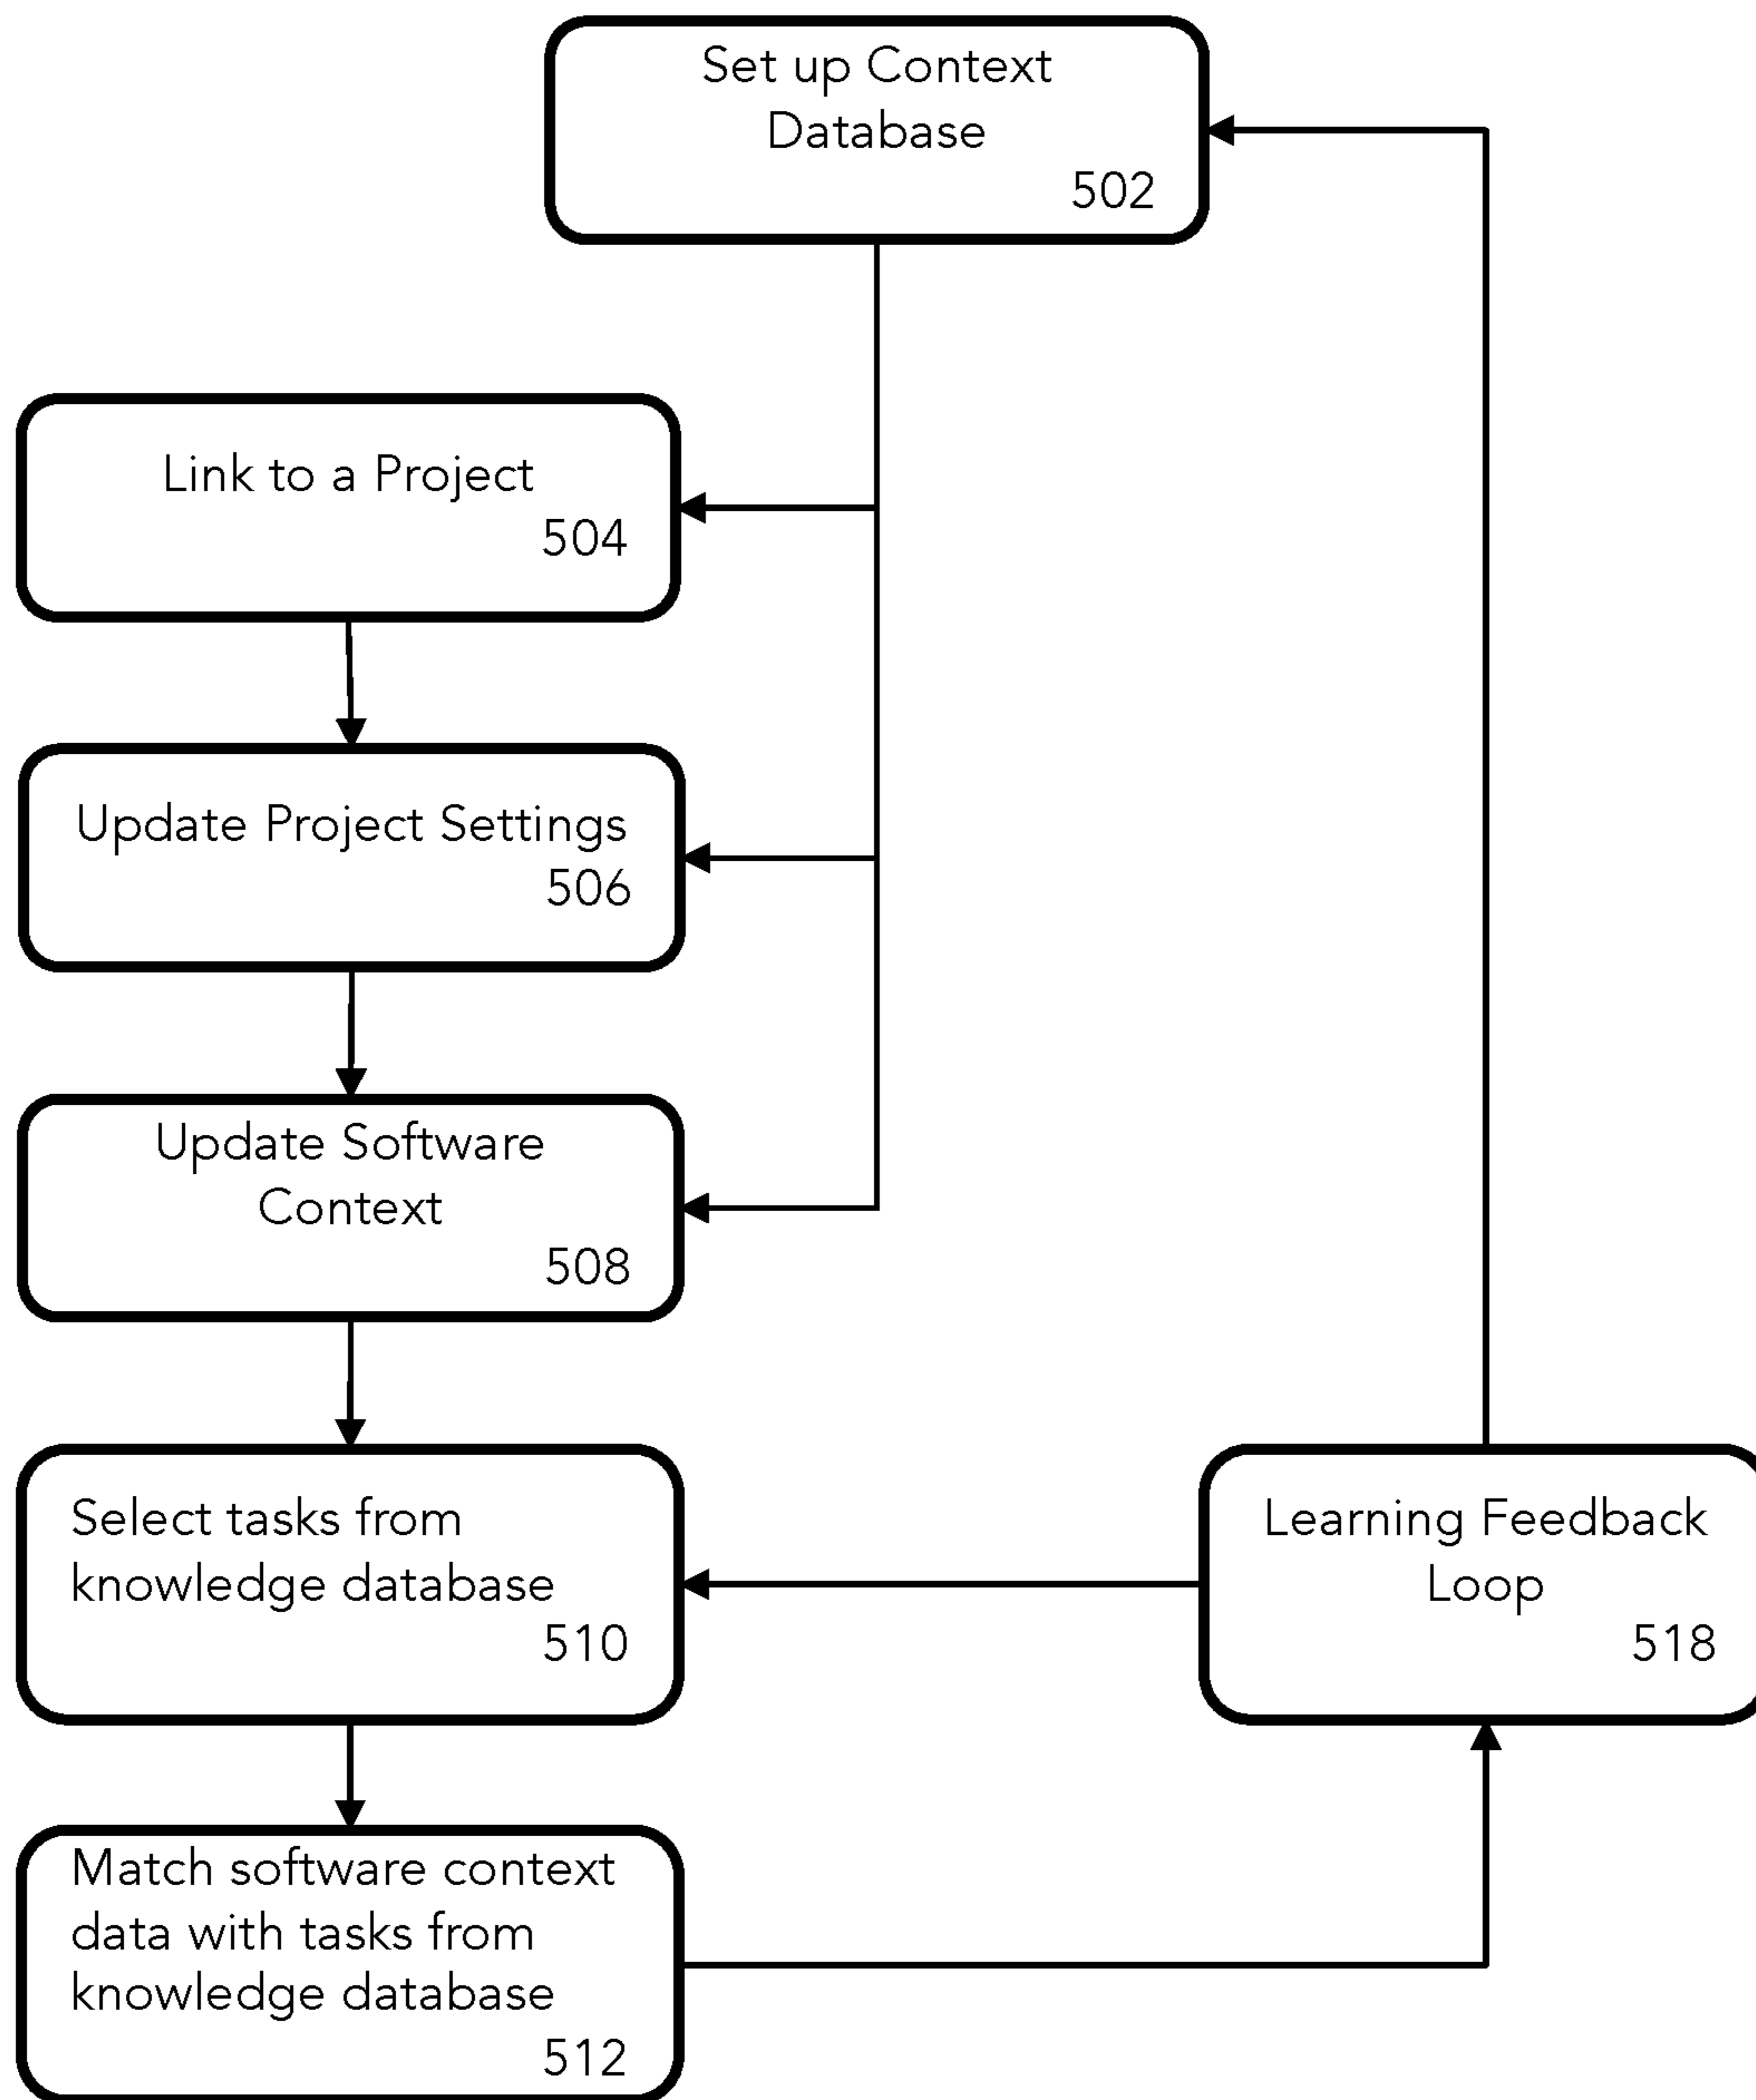 Set up Context
Database
502
Link to a Project
504
Update Project Settings
506
Update Software
Context
508
Select tasks from
knowledge database
510
Learning Feedback
Loop
518
Match software context
data with tasks from
knowledge database
512